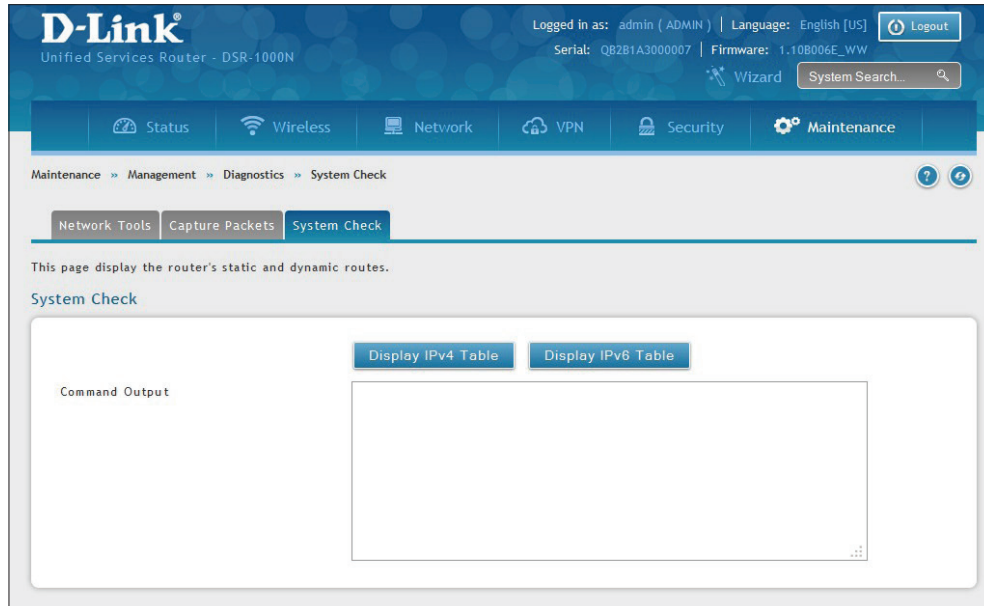 D-Link®
Logged in as: admin ( ADMIN ) | Language: English [US]
Logout
Unified Services Router - DSR-1000N
Serial: QB2B1A3000007 | Firmware: 1.10B006E_WW
Wizard
System Search...
Status
Wireless
Network
VPN
Security
Maintenance
Maintenance » Management » Diagnostics » System Check
?
Network Tools
Capture Packets
System Check
This page display the router's static and dynamic routes.
System Check
Display IPv4 Table
Display IPv6 Table
Command Output